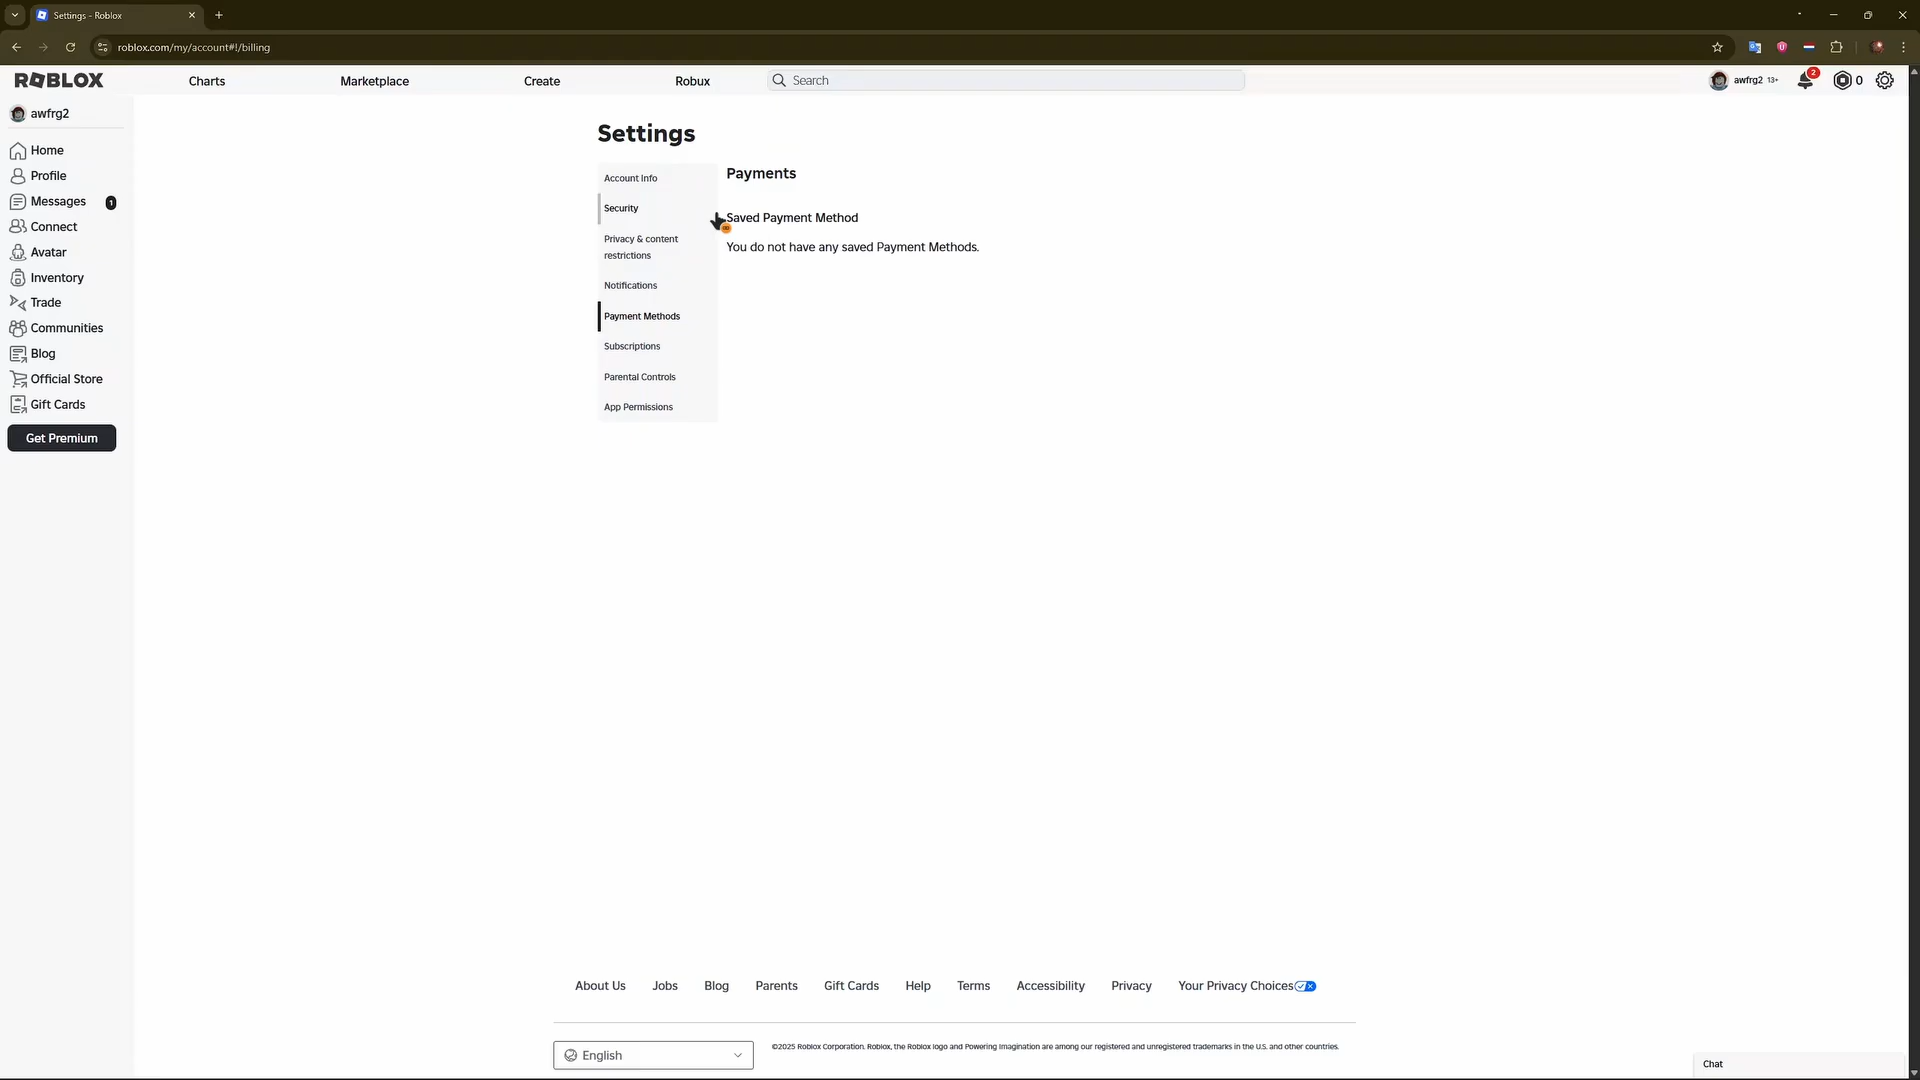 Settings - Roblox
roblox.com/my/account#!/billing
ROBLOX
Charts
Marketplace
Create
Robux
Search
awfrg2 13+
2
0
awfrg2
Home
Profile
Messages 1
Connect
Avatar
Inventory
Trade
Communities
Blog
Official Store
Gift Cards
Get Premium
Settings
Account Info
Security
Privacy & content
restrictions
Notifications
Payment Methods
Subscriptions
Parental Controls
App Permissions
Payments
Saved Payment Method
You do not have any saved Payment Methods.
About Us
Jobs
Blog
Parents
Gift Cards
Help
Terms
Accessibility
Privacy
Your Privacy Choices
English
©2025 Roblox Corporation. Roblox, the Roblox logo and Powering Imagination are among our registered and unregistered trademarks in the U.S. and other countries.
Chat